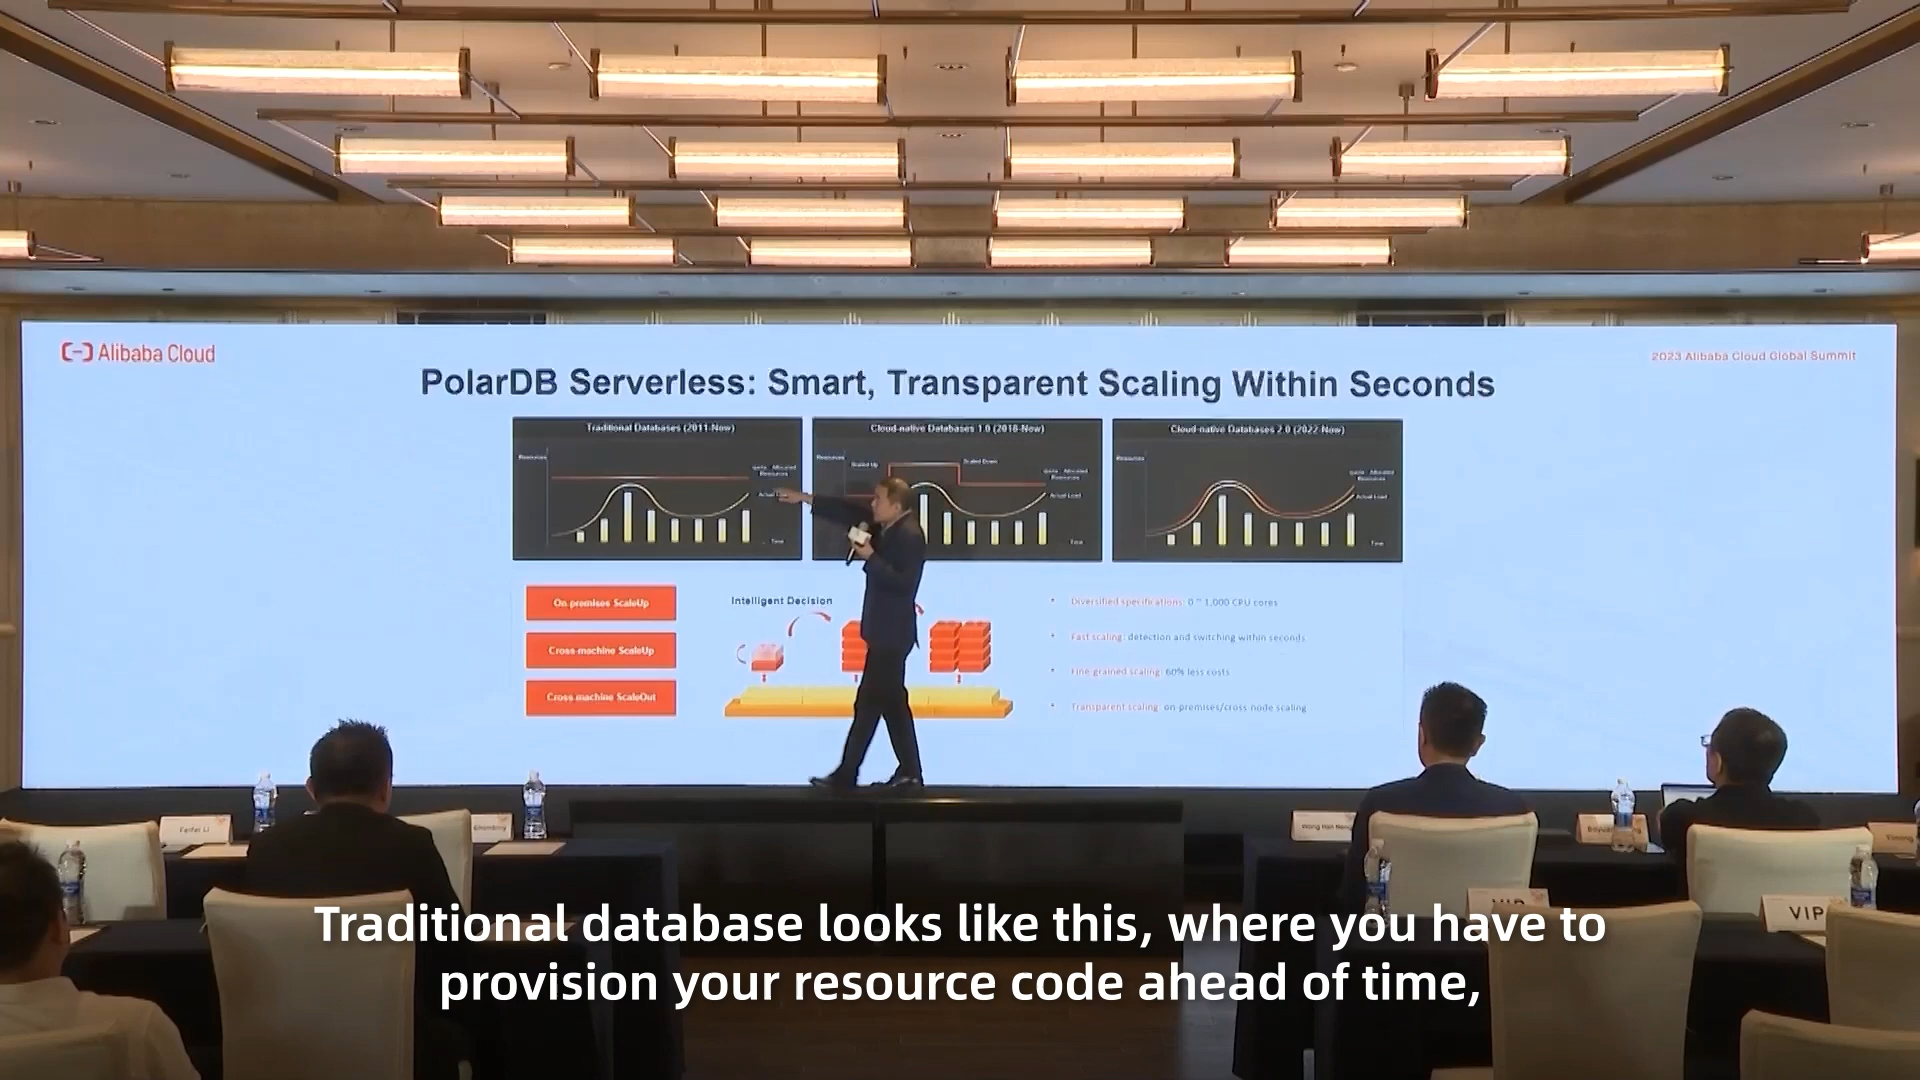 Alibaba Cloud
2023 Alibaba Cloud Global Summit
PolarDB Serverless: Smart, Transparent Scaling Within Seconds
Traditional Databases (2011-Now)
Resources
Allocated
Resources
Actual
Time
Cloud-native Databases 1.0 (2018-Now)
Resources
Scaled Up
Scaled Down
Allocated
Resources
Actual Load
Time
Cloud-native Databases 2.0 (2022-Now)
Resources
Allocated
Resources
Actual Load
Time
On-premises ScaleUp
Cross-machine ScaleUp
Cross-machine ScaleOut
Intelligent Decision
• Diversified specifications: 0 ~ 1,000 CPU cores
• Fast scaling: detection and switching within seconds
• Fine-grained scaling: 60% less costs
• Transparent scaling: on-premises/cross-node scaling
Feifei Li
VIP
VIP
Traditional database looks like this, where you have to
provision your resource code ahead of time,